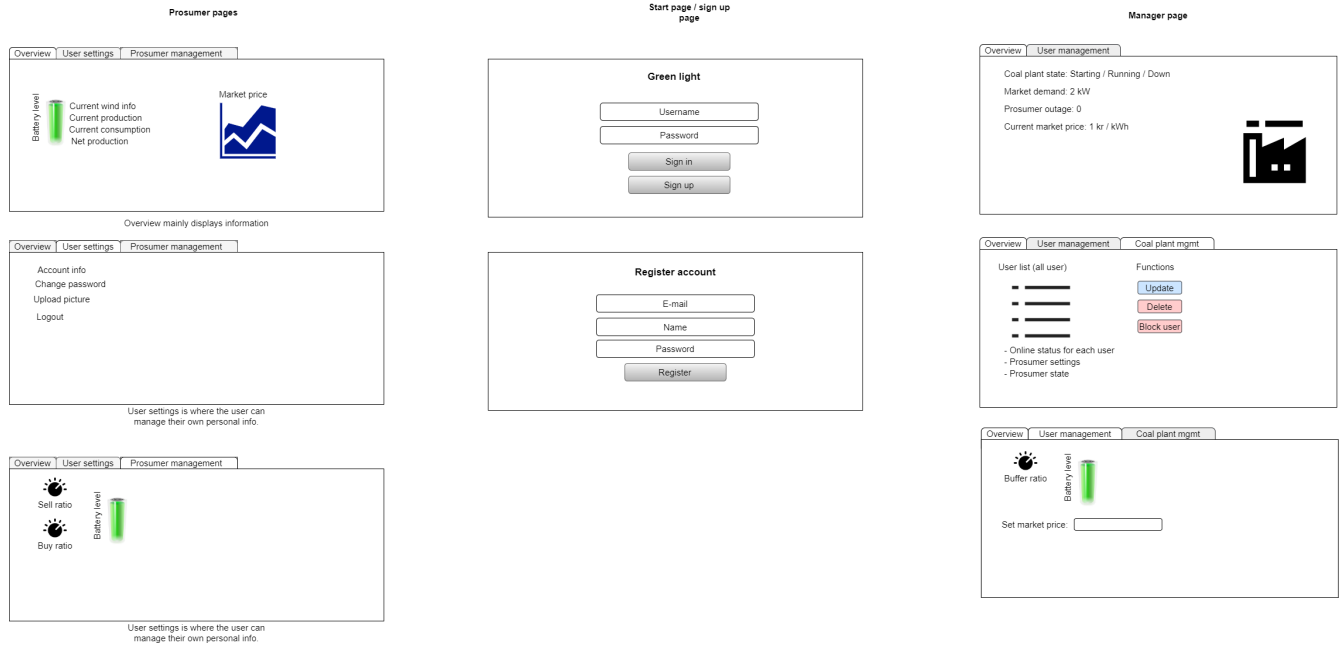 Prosumer pages
Overview User settings Prosumer management
Battery level
Current wind info
Current production
Current consumption
Net production
Market price
Overview mainly displays information
Overview User settings Prosumer management
Account info
Change password
Upload picture
Logout
User settings is where the user can
manage their own personal info.
Overview User settings Prosumer management
Sell ratio
Buy ratio
Battery level
User settings is where the user can
manage their own personal info.
Start page / sign up
page
Green light
Username
Password
Sign in
Sign up
Register account
E-mail
Name
Password
Register
Manager page
Overview User management
Coal plant state: Starting / Running / Down
Market demand: 2 kW
Prosumer outage: 0
Current market price: 1 kr / kWh
Overview User management Coal plant mgmt
User list (all user)
- Online status for each user
- Prosumer settings
- Prosumer state
Functions
Update
Delete
Block user
Overview User management Coal plant mgmt
Buffer ratio
Battery level
Set market price: